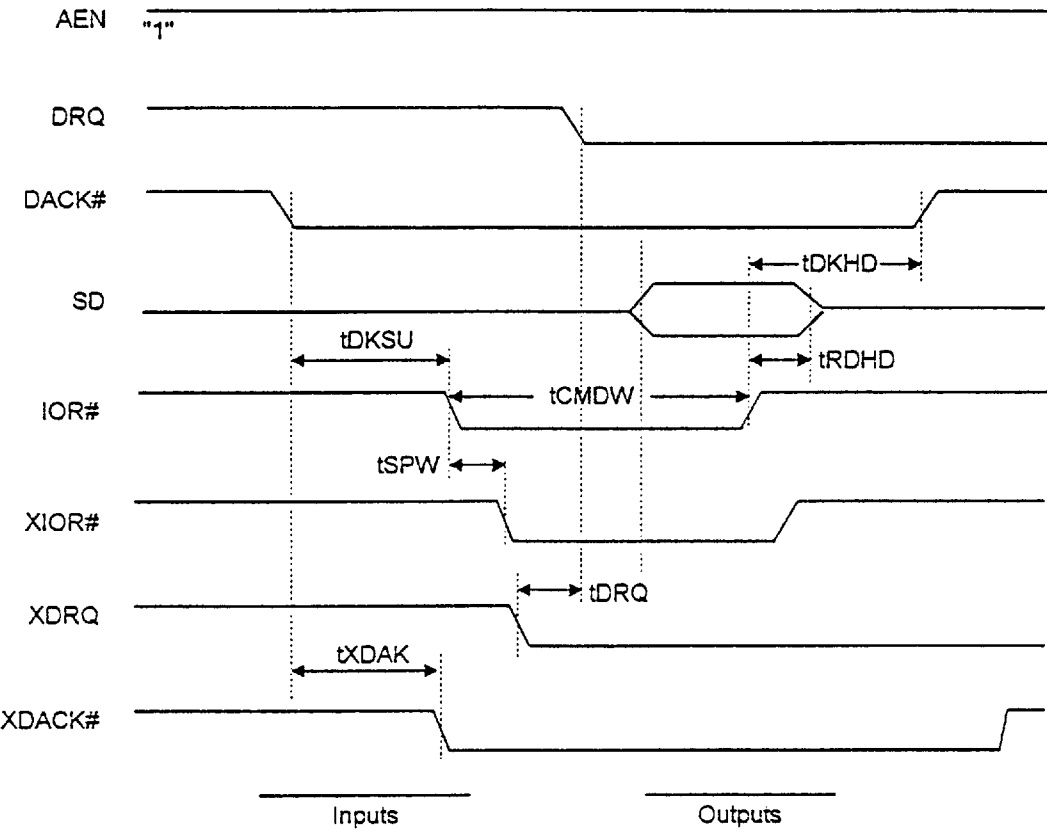 AEN "1"
DRQ
DACK#
tDKHD
SD
tDKSU
tRDHD
IOR#
tCMDW
tSPW
XIOR#
tDRQ
XDRQ
tXDAK
XDACK#
Inputs
Outputs